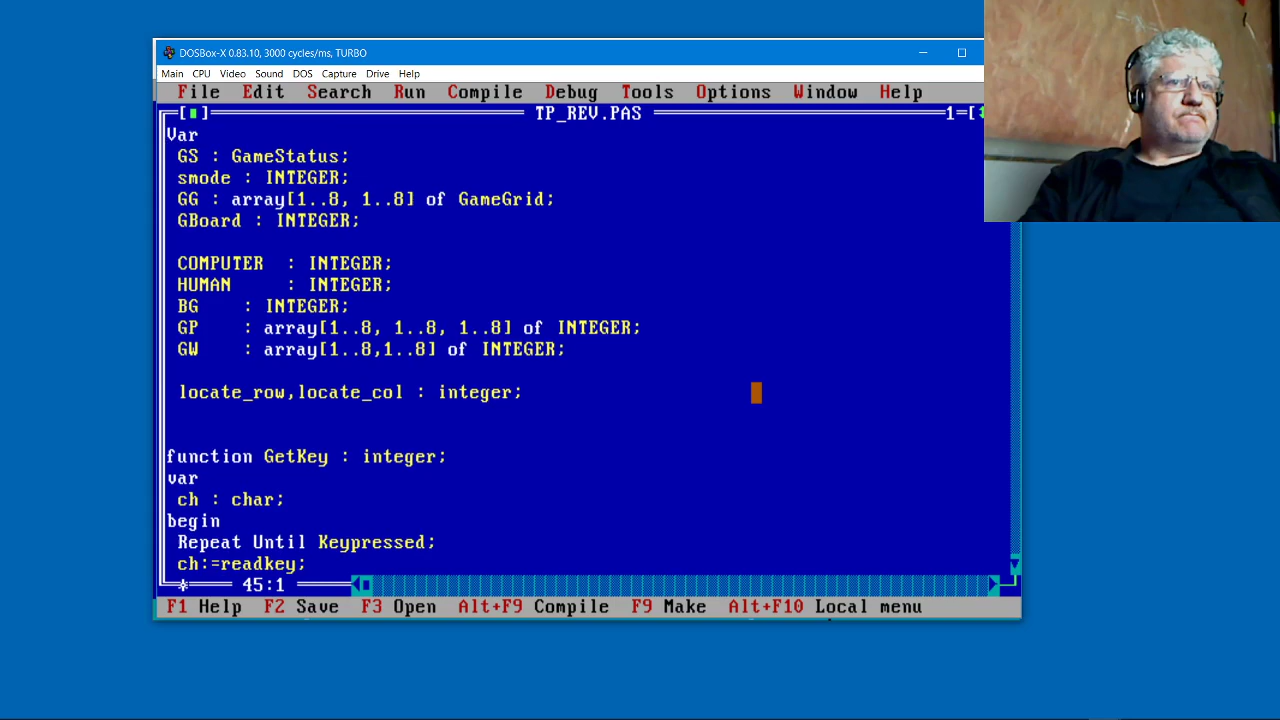 DOSBox-X 0.83.10, 3000 cycles/ms, TURBO
Main CPU Video Sound DOS Capture Drive Help
File Edit Search Run Compile Debug Tools Options Window Help
TP_REV.PAS 1
Var
GS : GameStatus;
smode : INTEGER;
GG : array[1..8, 1..8] of GameGrid;
GBoard : INTEGER;
COMPUTER : INTEGER;
HUMAN : INTEGER;
BG : INTEGER;
GP : array[1..8, 1..8, 1..8] of INTEGER;
GW : array[1..8,1..8] of INTEGER;
locate_row,locate_col : integer;
function GetKey : integer;
var
ch : char;
begin
Repeat Until Keypressed;
ch:=readkey;
45:1
F1 Help F2 Save F3 Open Alt+F9 Compile F9 Make Alt+F10 Local menu